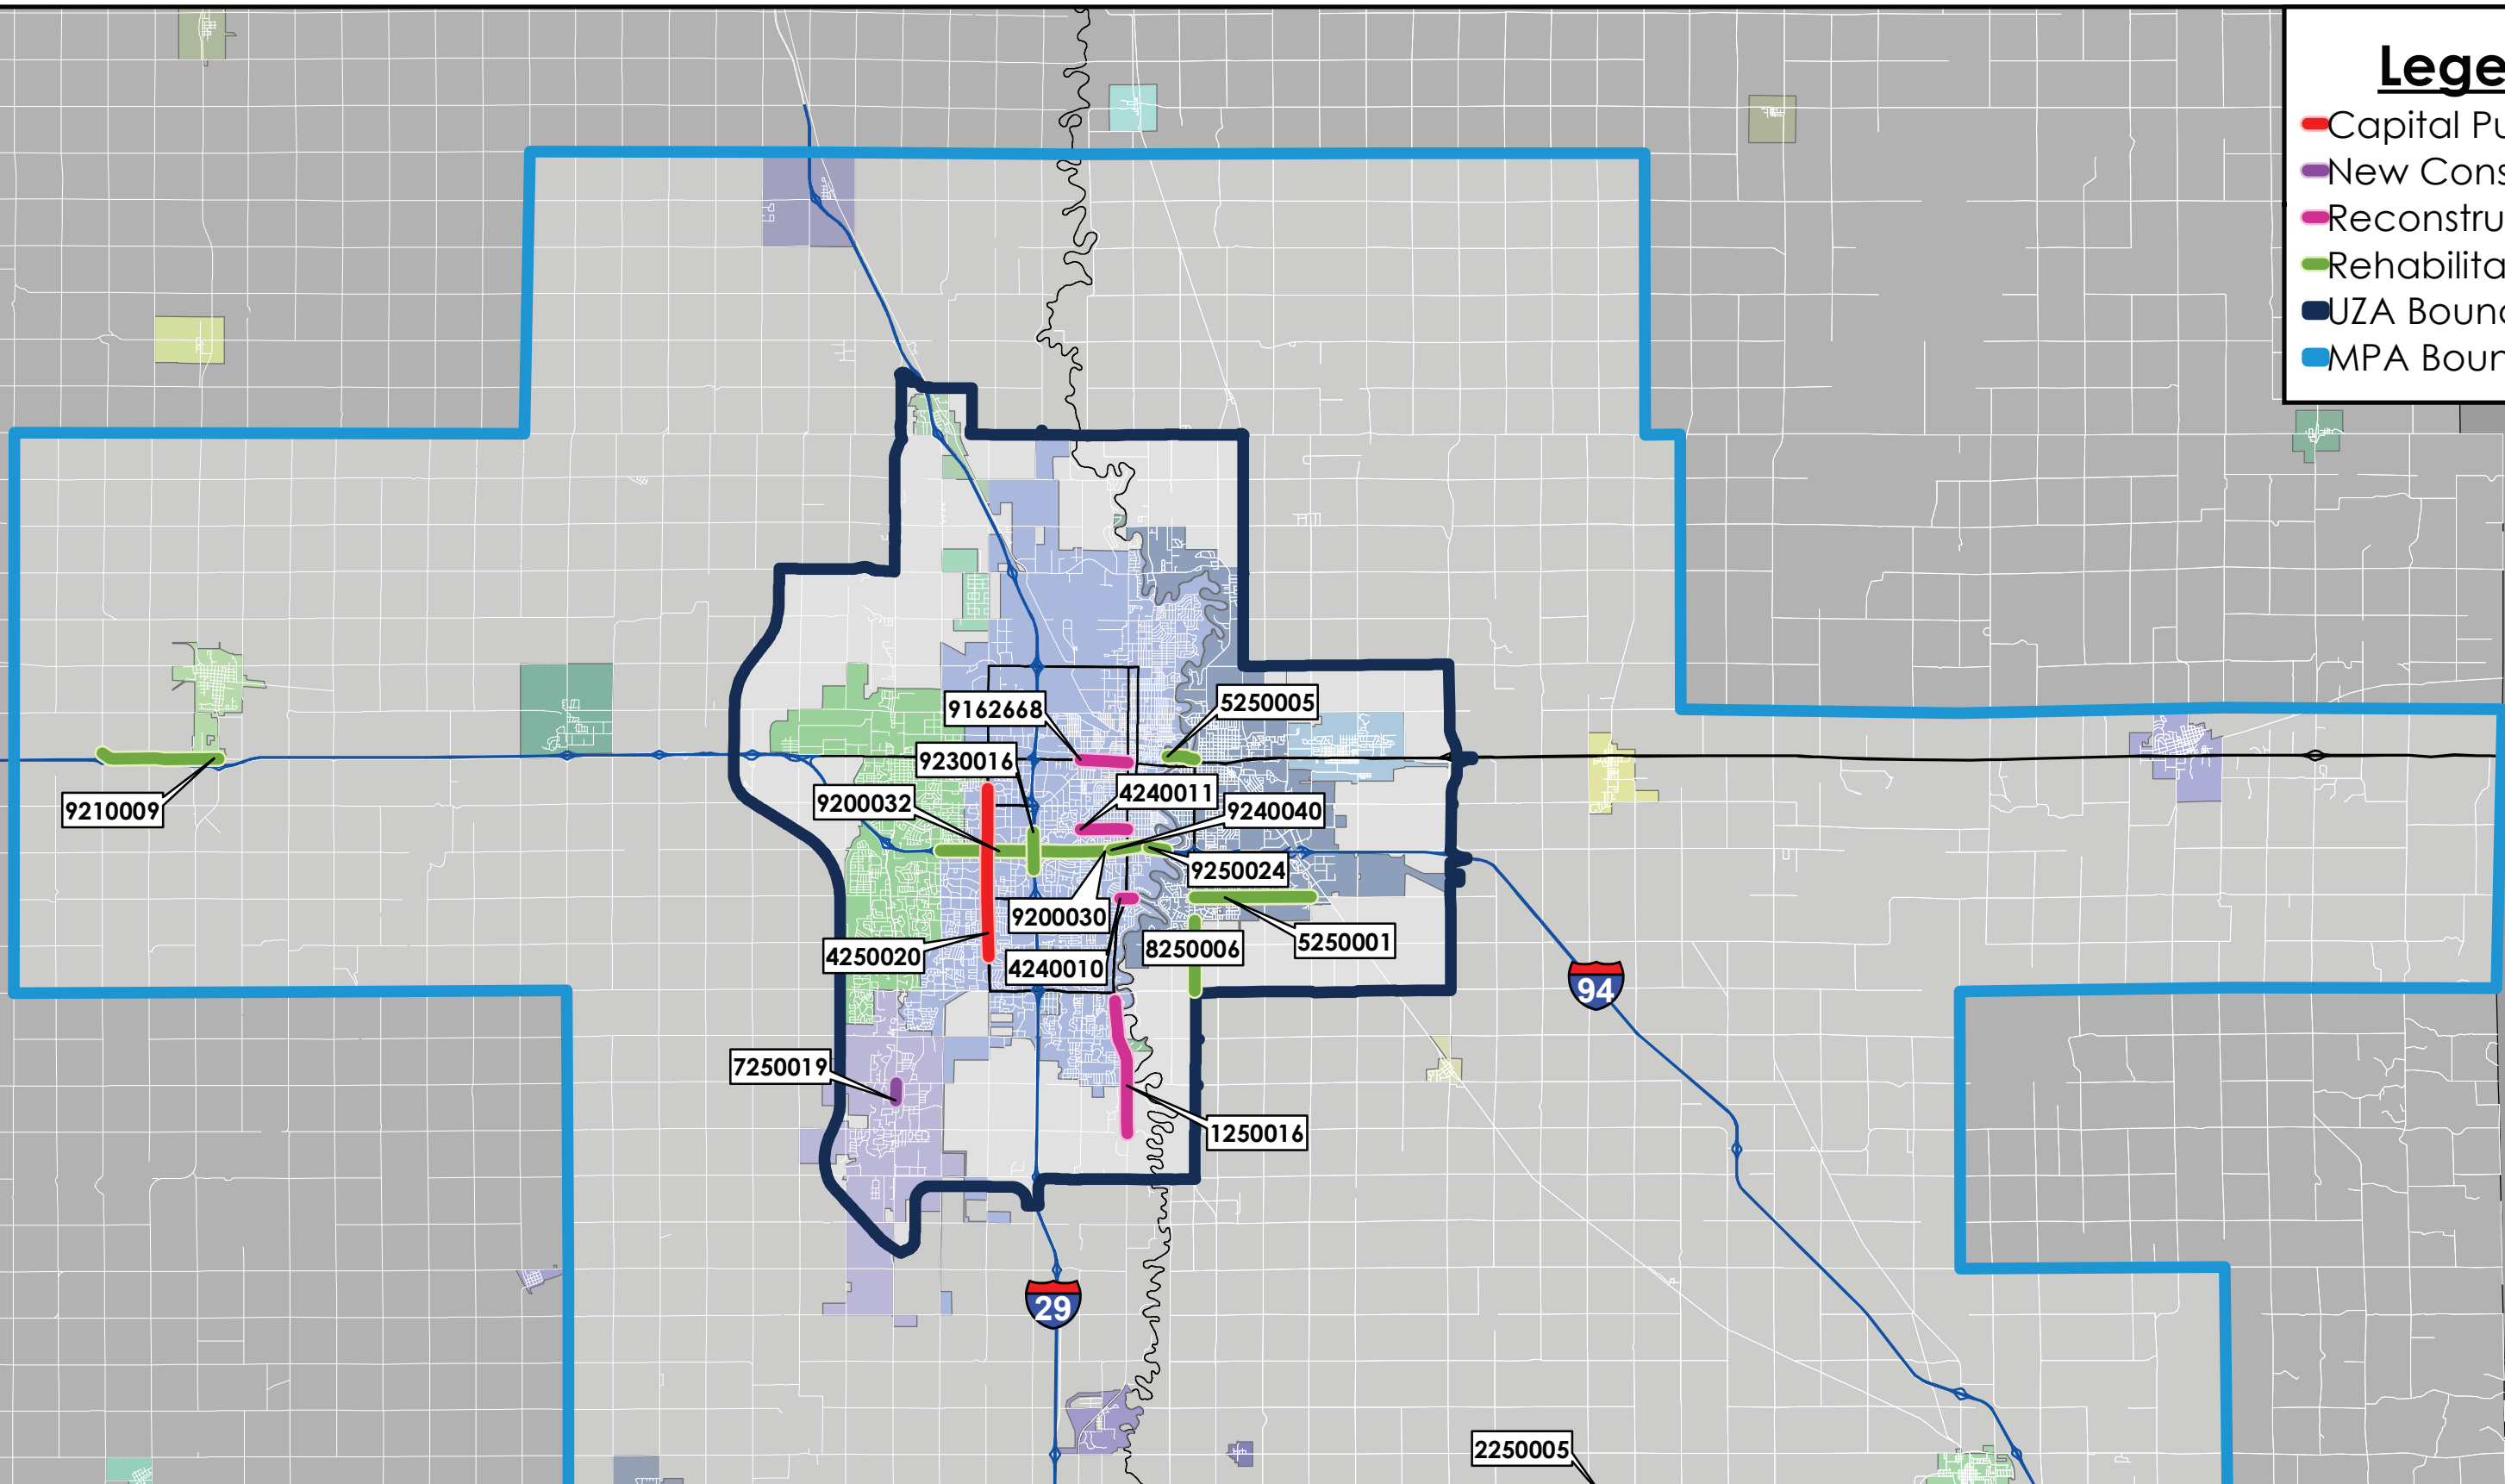 Lege
Capital Pu
New Cons
Reconstru
Rehabilita
UZA Bound
MPA Boun
9162668
5250005
9230016
9200032
4240011
9240040
9210009
9250024
9200030
4250020
4240010
8250006
5250001
94
7250019
1250016
29
2250005